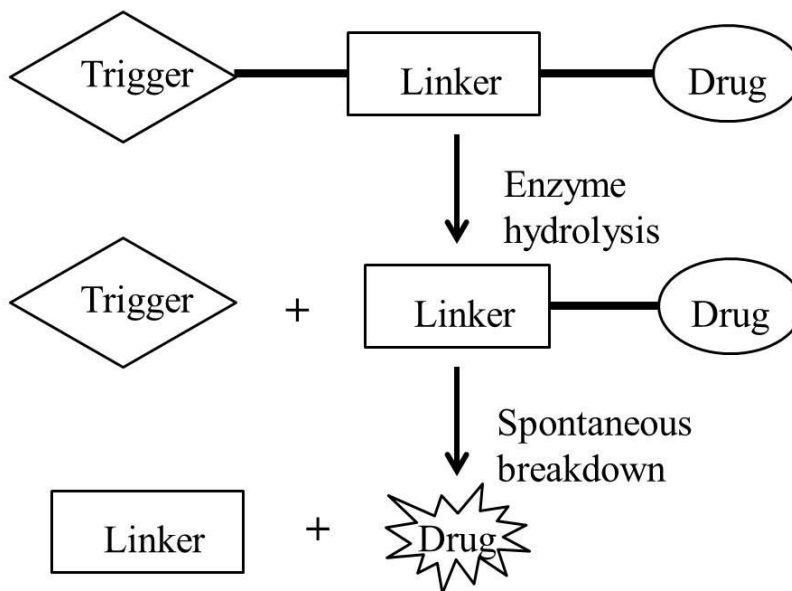 Trigger Linker Drug
Enzyme
hydrolysis
Trigger + Linker Drug
Spontaneous
breakdown
Linker + Drug